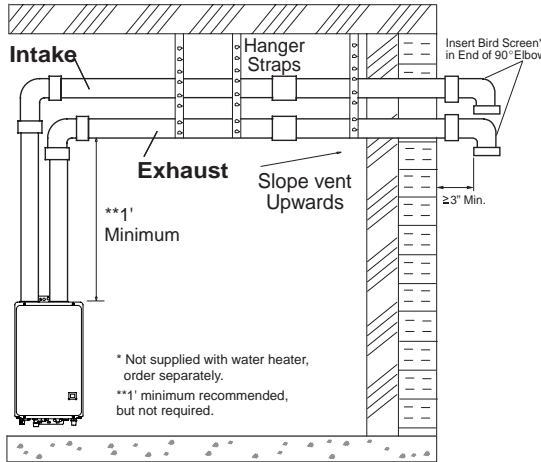 Intake
Hanger
Straps
Insert Bird Screen*
in End of 90°Elbow
Exhaust
Slope vent
Upwards
≥3" Min.
**1'
Minimum
* Not supplied with water heater,
order separately.
**1' minimum recommended,
but not required.